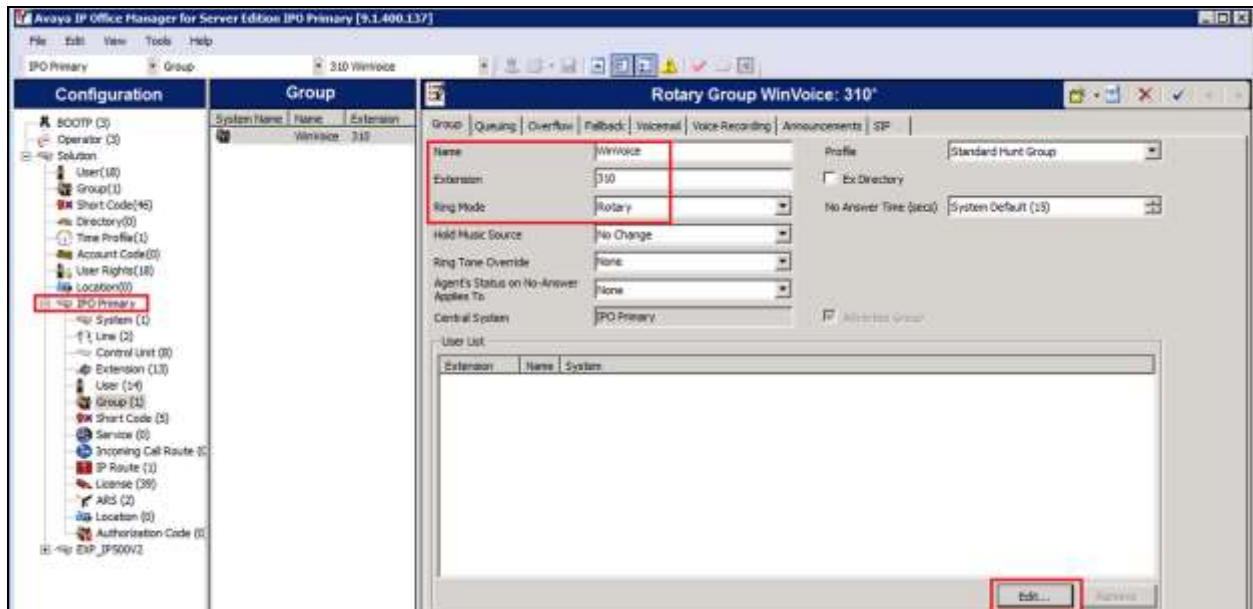 Avaya IP Office Manager for Server Edition IPO Primary [9.1.400.137]
File Edit View Tools Help
IPO Primary Group 310 WinVoice
Configuration
BOOTP (3)
Operator (3)
Solution
User(18)
Group(1)
Short Code(46)
Directory(0)
Time Profile(1)
Account Code(0)
User Rights(18)
Location(0)
IPO Primary
System (1)
Line (2)
Control Unit (8)
Extension (13)
User (14)
Group (1)
Short Code (5)
Service (0)
Incoming Call Route (
IP Route (1)
License (39)
ARS (2)
Location (0)
Authorization Code (
EXP_IP500V2
Group
System Name Name Extension
WinVoice 310
Rotary Group WinVoice: 310*
Group Queuing Overflow Fallback Voicemail Voice Recording Announcements SIP
Name WinVoice Profile Standard Hunt Group
Extension 310 Ex Directory
Ring Mode Rotary No Answer Time (secs) System Default (15)
Hold Music Source No Change
Ring Tone Override None
Agent's Status on No-Answer
Applies To None
Central System IPO Primary
User List
Extension Name System
Edit... Remove